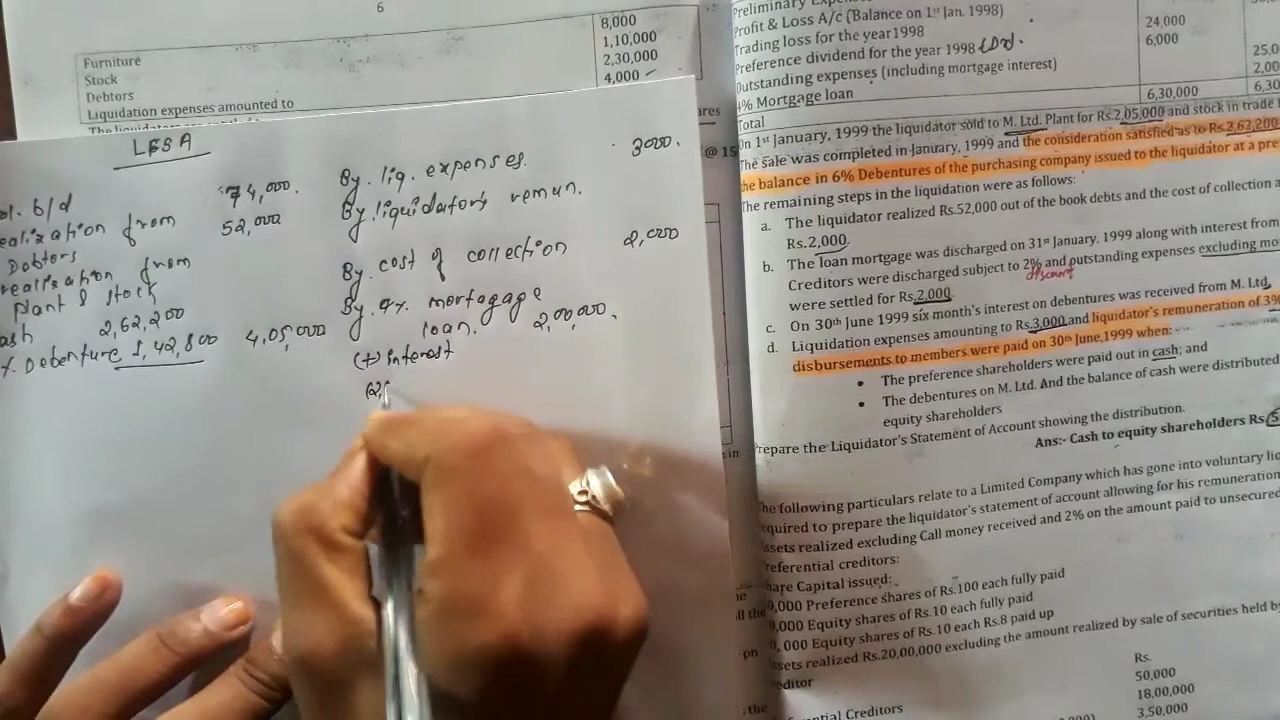 6
8,000
Furniture 1,10,000
Stock 2,30,000
Debtors 4,000
Liquidation expenses amounted to
LFSA
b/d 74,000.
from 52,000
Debtors
from
Plant & stock
2,62,200
Debenture 1,42,800 4,05,000
By. liq. expenses. 3000.
By liquidator's remun.
By. cost of collection 2,000
By. 9% mortagage
loan. 2,00,000.
(+) interest
Preliminary
Profit & Loss A/c (Balance on 1st Jan. 1998)
Trading loss for the year 1998 24,000
Preference dividend for the year 1998 (Dr). 6,000
Outstanding expenses (including mortgage interest) 25,0
% Mortgage loan 2,00
Total 6,30,000 6,30
ares
On 1st January, 1999 the liquidator sold to M. Ltd. Plant for Rs.2,05,000 and stock in trade
@ 15
The sale was completed in January, 1999 and the consideration satisfied as to Rs.2,62,200
the balance in 6% Debentures of the purchasing company issued to the liquidator at a pre
The remaining steps in the liquidation were as follows:
a. The liquidator realized Rs.52,000 out of the book debts and the cost of collection a
Rs.2,000.
b. The loan mortgage was discharged on 31st January, 1999 along with interest from
Creditors were discharged subject to 2% and outstanding expenses excluding mo
discount
were settled for Rs.2,000.
c. On 30th June 1999 six month's interest on debentures was received from M. Ltd.
d. Liquidation expenses amounting to Rs.3,000 and liquidator's remuneration of 3%
disbursements to members were paid on 30th June,1999 when:
• The preference shareholders were paid out in cash; and
• The debentures on M. Ltd. And the balance of cash were distributed
equity shareholders
Prepare the Liquidator's Statement of Account showing the distribution.
Ans:- Cash to equity shareholders Rs
The following particulars relate to a Limited Company which has gone into voluntary
required to prepare the liquidator's statement of account allowing for his remuneration
assets realized excluding Call money received and 2% on the amount paid to unsecured
referential creditors:
Share Capital issued:
0,000 Preference shares of Rs.100 each fully paid
0,000 Equity shares of Rs.10 each fully paid
, 000 Equity shares of Rs.10 each Rs.8 paid up
assets realized Rs.20,00,000 excluding the amount realized by sale of securities held by
Rs.
editor 50,000
18,00,000
Creditors 3,50,000